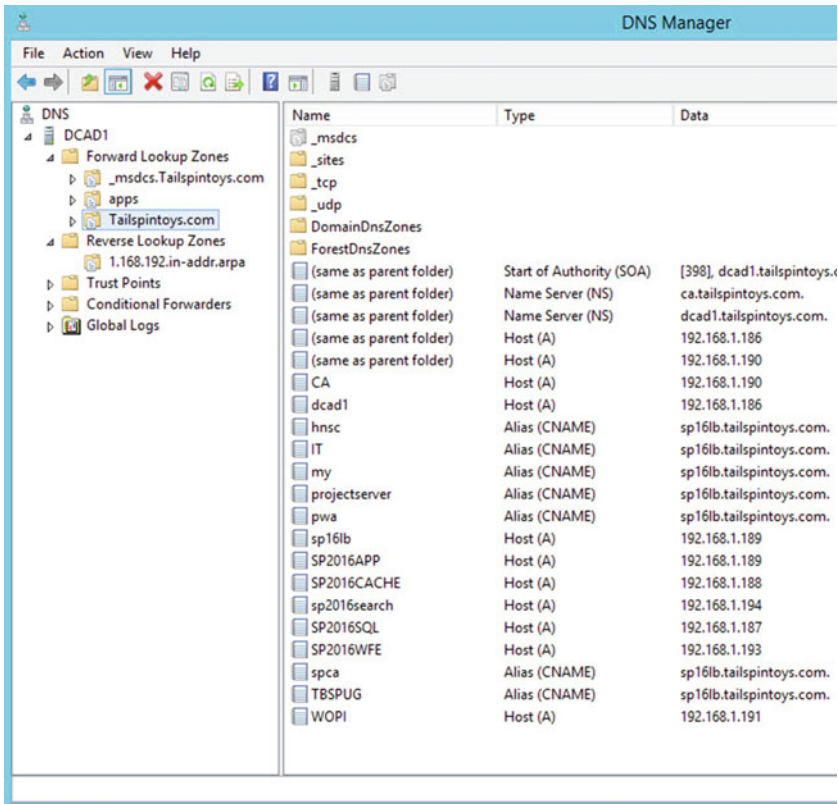 DNS Manager
File Action View Help
DNS
DCAD1
Forward Lookup Zones
_msdcs.Tailspintoys.com
apps
Tailspintoys.com
Reverse Lookup Zones
1.168.192.in-addr.arpa
Trust Points
Conditional Forwarders
Global Logs
Name Type Data
_msdcs
_sites
_tcp
_udp
DomainDnsZones
ForestDnsZones
(same as parent folder) Start of Authority (SOA) [398], dcad1.tailspintoys.c
(same as parent folder) Name Server (NS) ca.tailspintoys.com.
(same as parent folder) Name Server (NS) dcad1.tailspintoys.com.
(same as parent folder) Host (A) 192.168.1.186
(same as parent folder) Host (A) 192.168.1.190
CA Host (A) 192.168.1.190
dcad1 Host (A) 192.168.1.186
hnsc Alias (CNAME) sp16lb.tailspintoys.com.
IT Alias (CNAME) sp16lb.tailspintoys.com.
my Alias (CNAME) sp16lb.tailspintoys.com.
projectserver Alias (CNAME) sp16lb.tailspintoys.com.
pwa Alias (CNAME) sp16lb.tailspintoys.com.
sp16lb Host (A) 192.168.1.189
SP2016APP Host (A) 192.168.1.189
SP2016CACHE Host (A) 192.168.1.188
sp2016search Host (A) 192.168.1.194
SP2016SQL Host (A) 192.168.1.187
SP2016WFE Host (A) 192.168.1.193
spca Alias (CNAME) sp16lb.tailspintoys.com.
TBSPUG Alias (CNAME) sp16lb.tailspintoys.com.
WOPI Host (A) 192.168.1.191